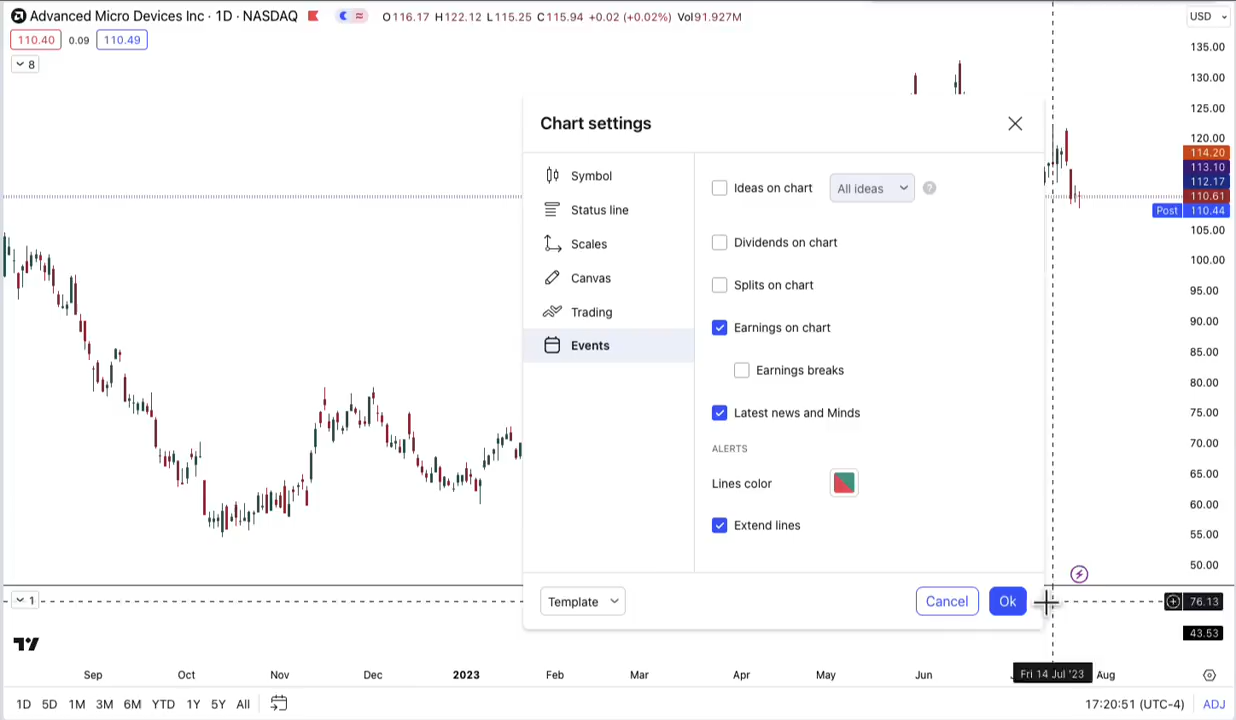 Advanced Micro Devices Inc · 1D · NASDAQ
O116.17 H122.12 L115.25 C115.94 +0.02 (+0.02%) Vol91.927M
USD
110.40 0.09 110.49
8
135.00
130.00
125.00
120.00
114.20
113.10
112.17
110.61
Post 110.44
105.00
100.00
95.00
90.00
85.00
80.00
75.00
70.00
65.00
60.00
55.00
50.00
76.13
43.53
Chart settings
Symbol
Status line
Scales
Canvas
Trading
Events
Ideas on chart All ideas ?
Dividends on chart
Splits on chart
Earnings on chart
Earnings breaks
Latest news and Minds
ALERTS
Lines color
Extend lines
Template
Cancel
Ok
1
Sep Oct Nov Dec 2023 Feb Mar Apr May Jun Fri 14 Jul '23 Aug
1D 5D 1M 3M 6M YTD 1Y 5Y All
17:20:51 (UTC-4) ADJ